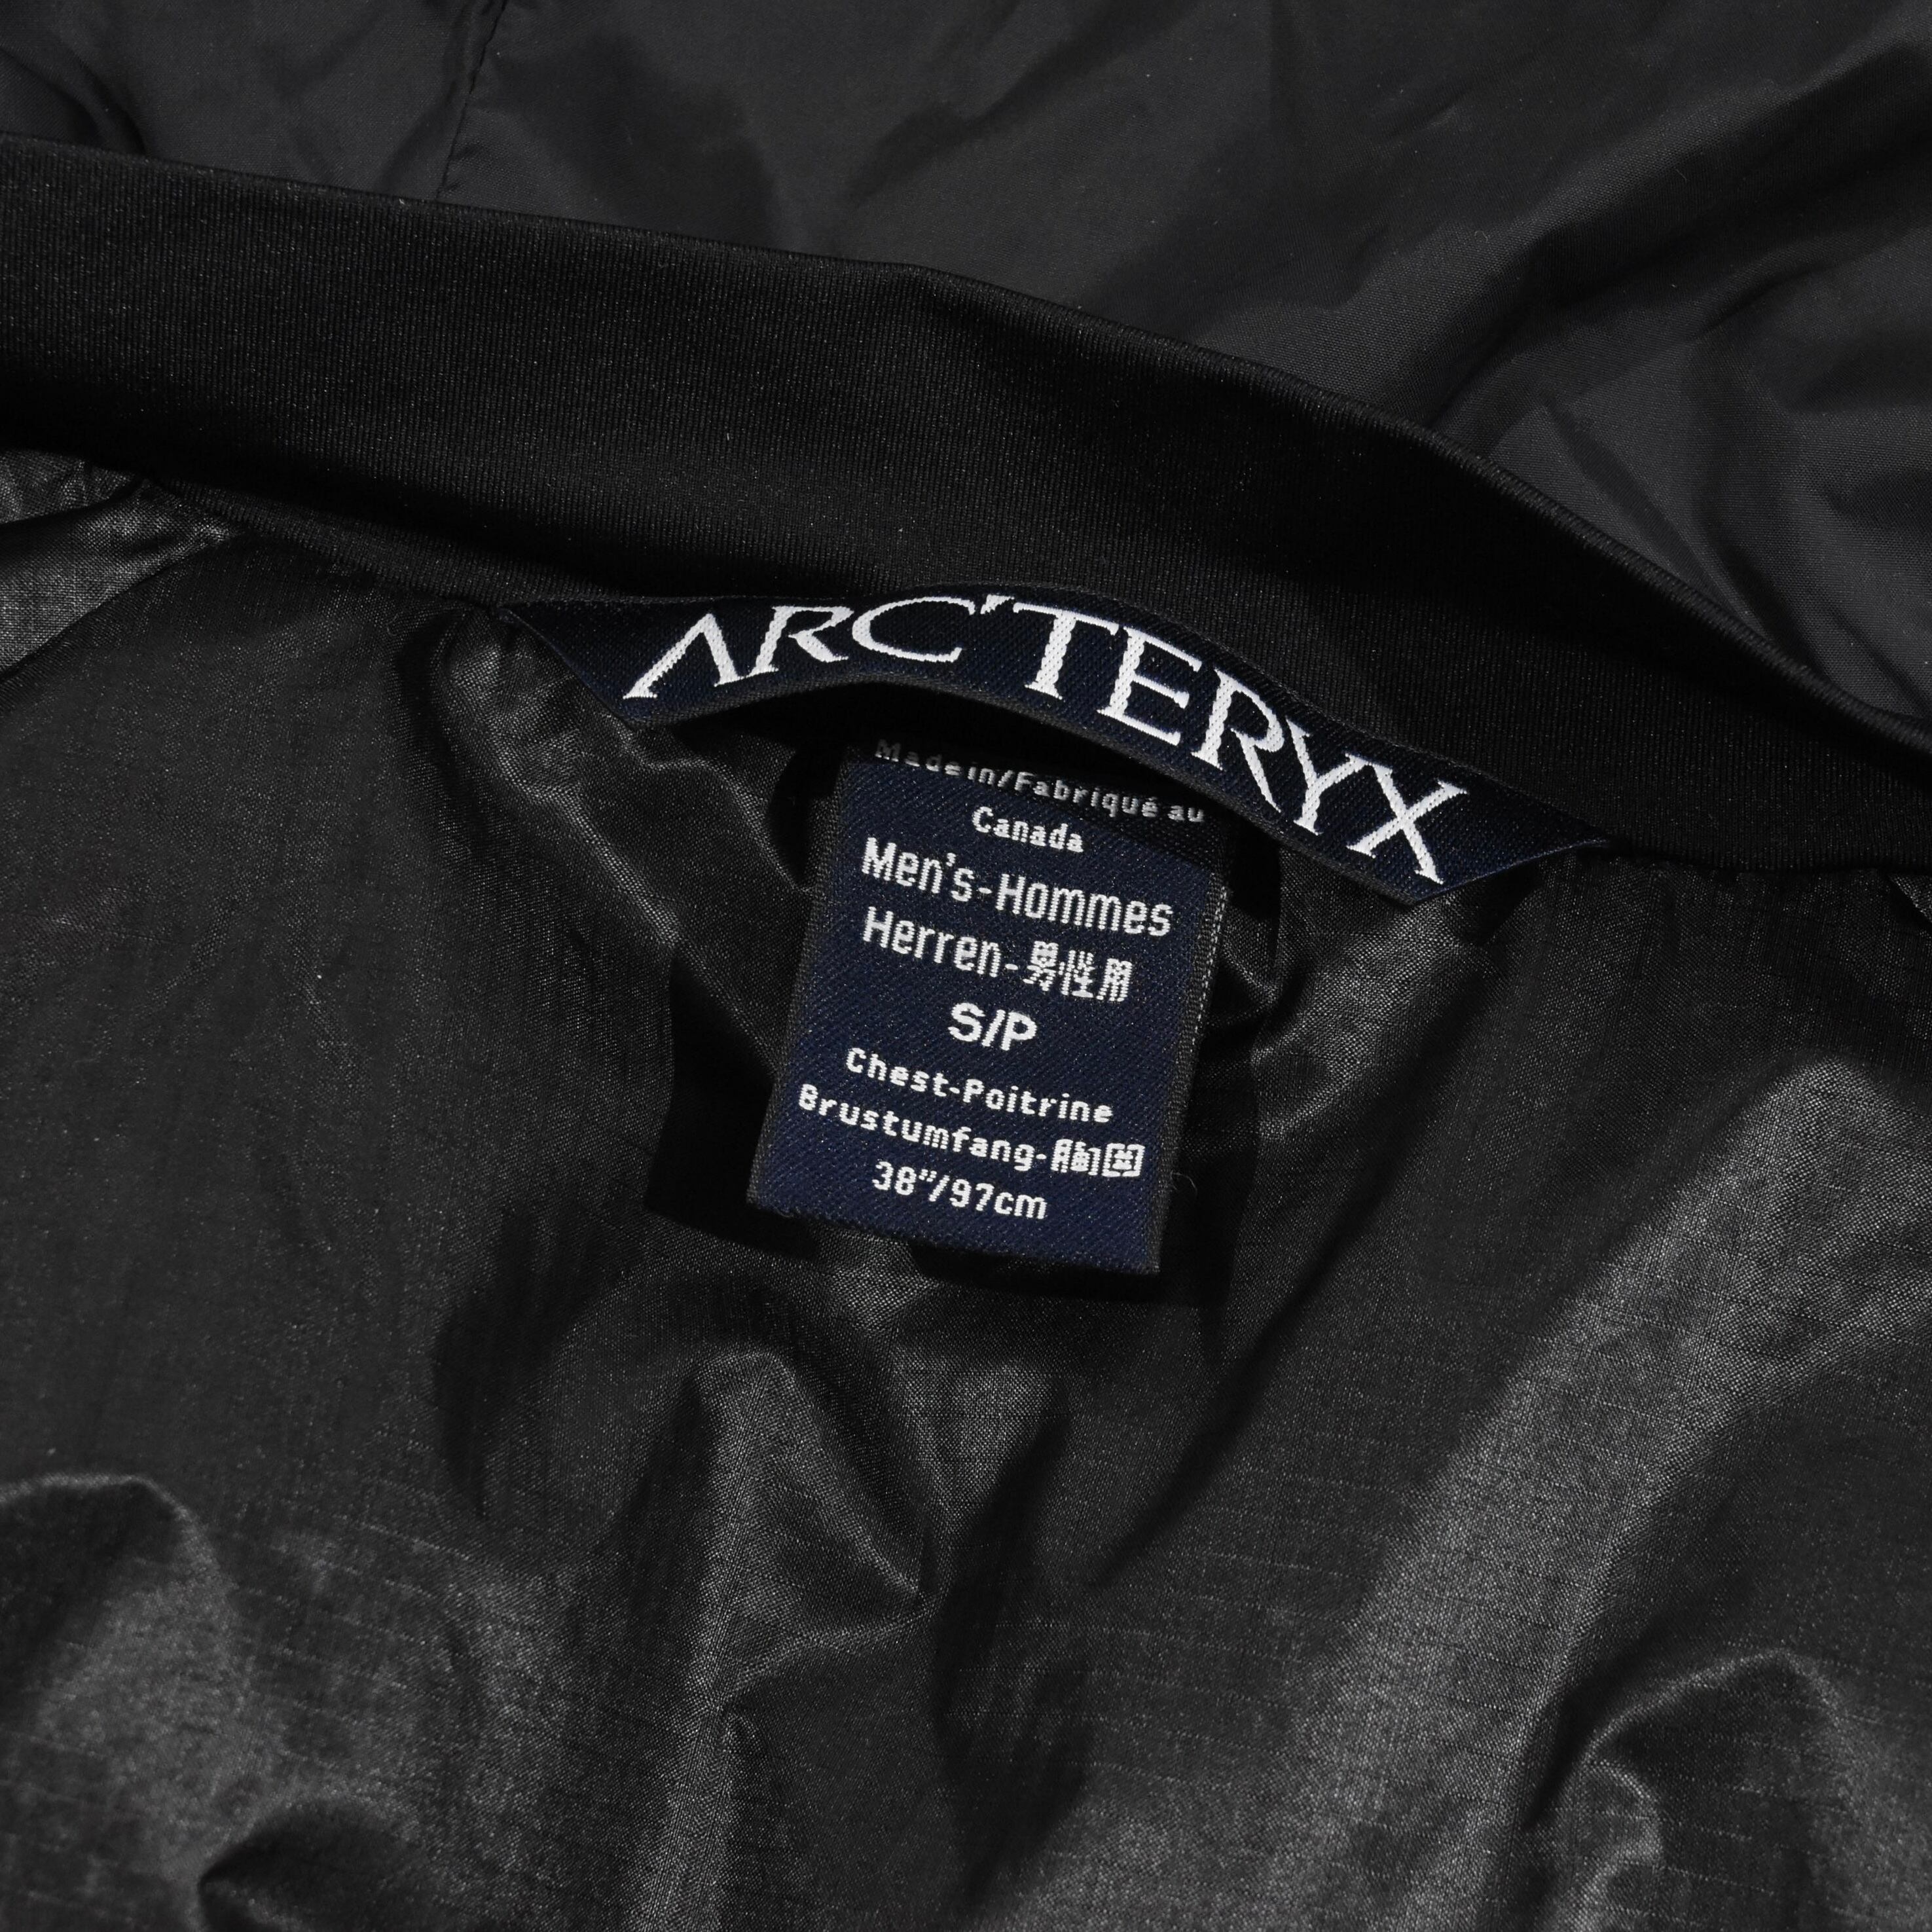 ARC'TERYX
Made in/Fabriqué au
Canada
Men's-Hommes
Herren-男性用
S/P
Chest-Poitrine
Brustumfang-胸囲
38"/97cm